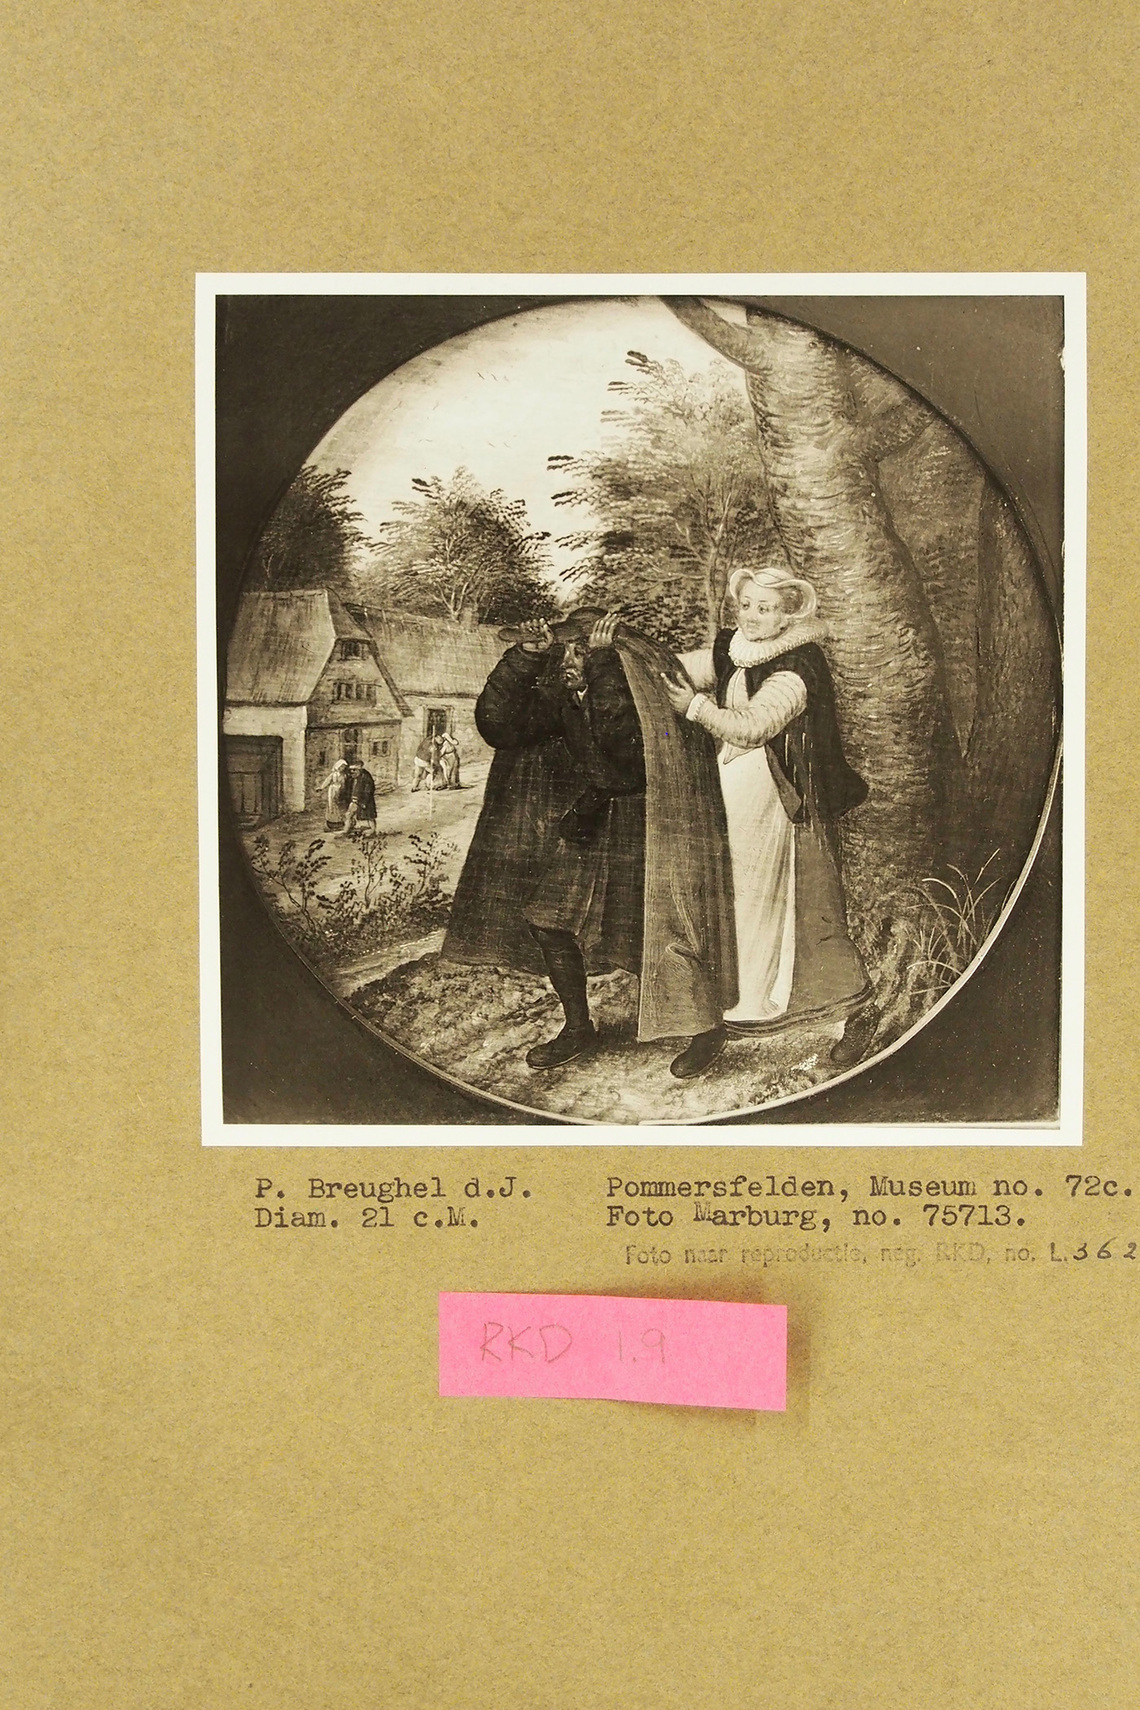 P. Breughel d.J. Pommersfelden, Museum no. 72c.
Diam. 21 c.M. Foto Marburg, no. 75713.
Foto naar reproductie, neg. RKD, no. L.362
RKD 1.9